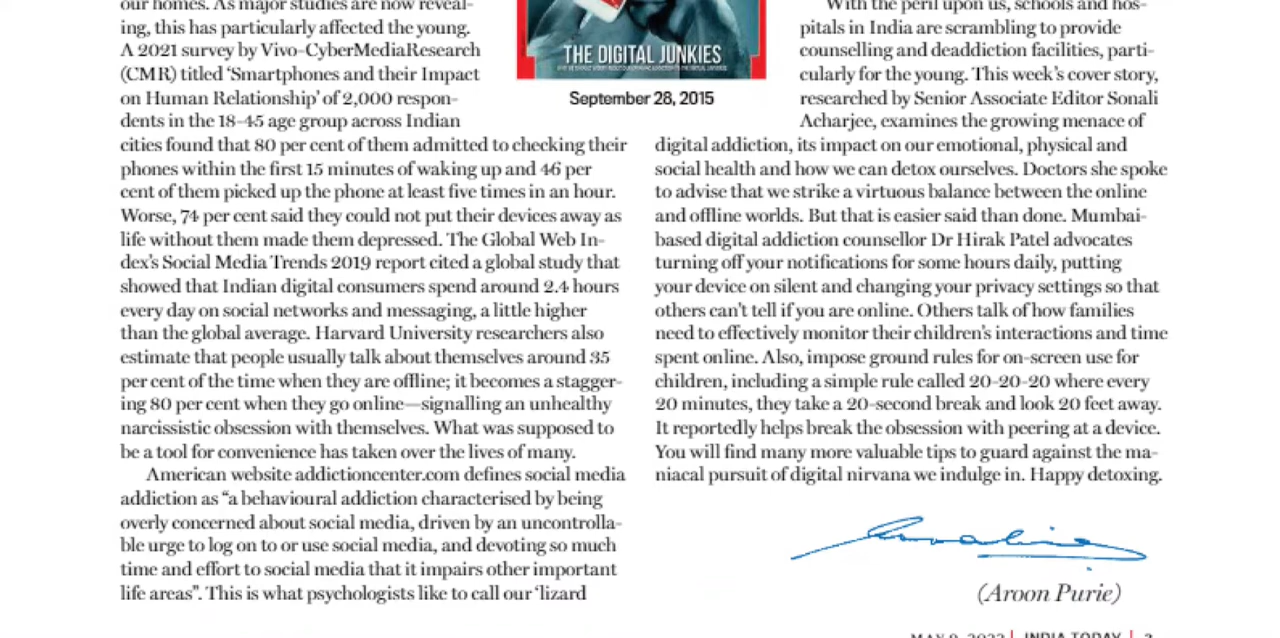 our homes. As major studies are now reveal-
ing, this has particularly affected the young.
A 2021 survey by Vivo-CyberMediaResearch
(CMR) titled ‘Smartphones and their Impact
on Human Relationship’ of 2,000 respon-
dents in the 18-45 age group across Indian
cities found that 80 per cent of them admitted to checking their
phones within the first 15 minutes of waking up and 46 per
cent of them picked up the phone at least five times in an hour.
Worse, 74 per cent said they could not put their devices away as
life without them made them depressed. The Global Web In-
dex’s Social Media Trends 2019 report cited a global study that
showed that Indian digital consumers spend around 2.4 hours
every day on social networks and messaging, a little higher
than the global average. Harvard University researchers also
estimate that people usually talk about themselves around 35
per cent of the time when they are offline; it becomes a stagger-
ing 80 per cent when they go online—signalling an unhealthy
narcissistic obsession with themselves. What was supposed to
be a tool for convenience has taken over the lives of many.
American website addictioncenter.com defines social media
addiction as “a behavioural addiction characterised by being
overly concerned about social media, driven by an uncontrolla-
ble urge to log on to or use social media, and devoting so much
time and effort to social media that it impairs other important
life areas”. This is what psychologists like to call our ‘lizard
THE DIGITAL JUNKIES
September 28, 2015
With the peril upon us, schools and hos-
pitals in India are scrambling to provide
counselling and deaddiction facilities, parti-
cularly for the young. This week’s cover story,
researched by Senior Associate Editor Sonali
Acharjee, examines the growing menace of
digital addiction, its impact on our emotional, physical and
social health and how we can detox ourselves. Doctors she spoke
to advise that we strike a virtuous balance between the online
and offline worlds. But that is easier said than done. Mumbai-
based digital addiction counsellor Dr Hirak Patel advocates
turning off your notifications for some hours daily, putting
your device on silent and changing your privacy settings so that
others can’t tell if you are online. Others talk of how families
need to effectively monitor their children’s interactions and time
spent online. Also, impose ground rules for on-screen use for
children, including a simple rule called 20-20-20 where every
20 minutes, they take a 20-second break and look 20 feet away.
It reportedly helps break the obsession with peering at a device.
You will find many more valuable tips to guard against the ma-
niacal pursuit of digital nirvana we indulge in. Happy detoxing.
(Aroon Purie)
INDIA TODAY